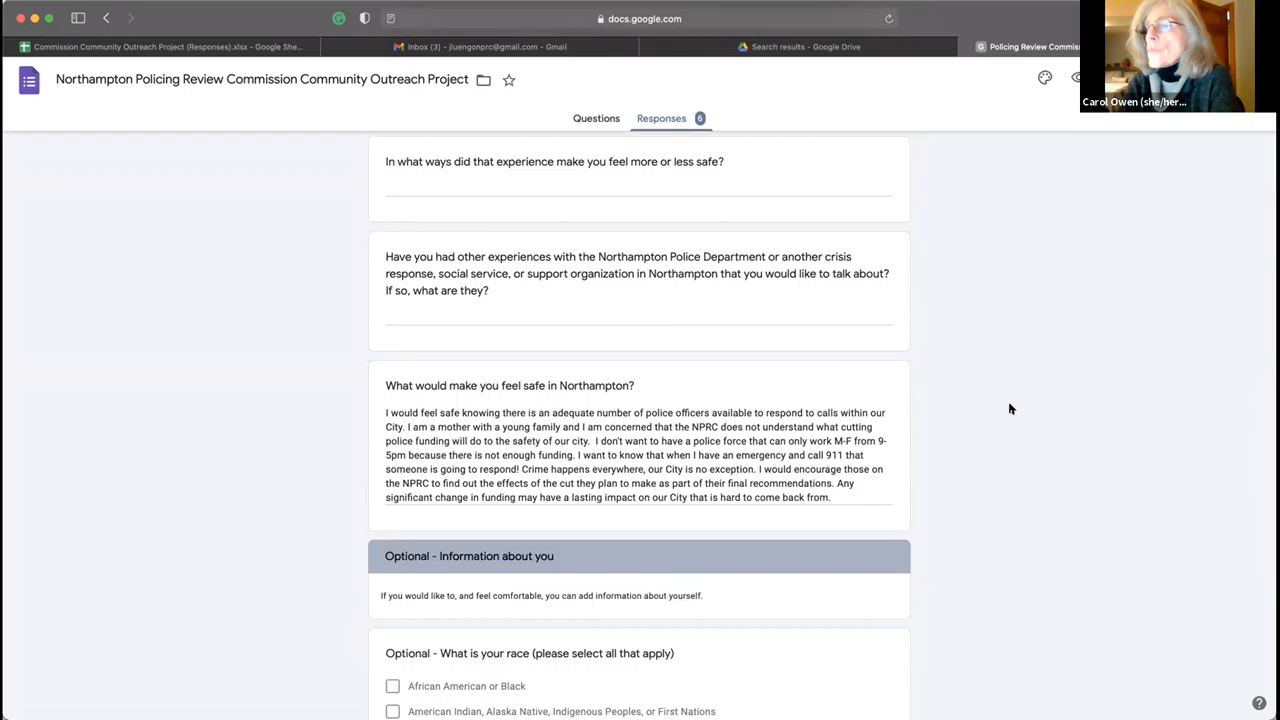 docs.google.com
Commission Community Outreach Project (Responses).xlsx - Google She...
Inbox (3) - jluengonprc@gmail.com - Gmail
Search results - Google Drive
Policing Review Commiss
Carol Owen (she/her...
Northampton Policing Review Commission Community Outreach Project
Questions
Responses 6
In what ways did that experience make you feel more or less safe?
Have you had other experiences with the Northampton Police Department or another crisis
response, social service, or support organization in Northampton that you would like to talk about?
If so, what are they?
What would make you feel safe in Northampton?
I would feel safe knowing there is an adequate number of police officers available to respond to calls within our
City. I am a mother with a young family and I am concerned that the NPRC does not understand what cutting
police funding will do to the safety of our city. I don't want to have a police force that can only work M-F from 9-
5pm because there is not enough funding. I want to know that when I have an emergency and call 911 that
someone is going to respond! Crime happens everywhere, our City is no exception. I would encourage those on
the NPRC to find out the effects of the cut they plan to make as part of their final recommendations. Any
significant change in funding may have a lasting impact on our City that is hard to come back from.
Optional - Information about you
If you would like to, and feel comfortable, you can add information about yourself.
Optional - What is your race (please select all that apply)
African American or Black
American Indian, Alaska Native, Indigenous Peoples, or First Nations